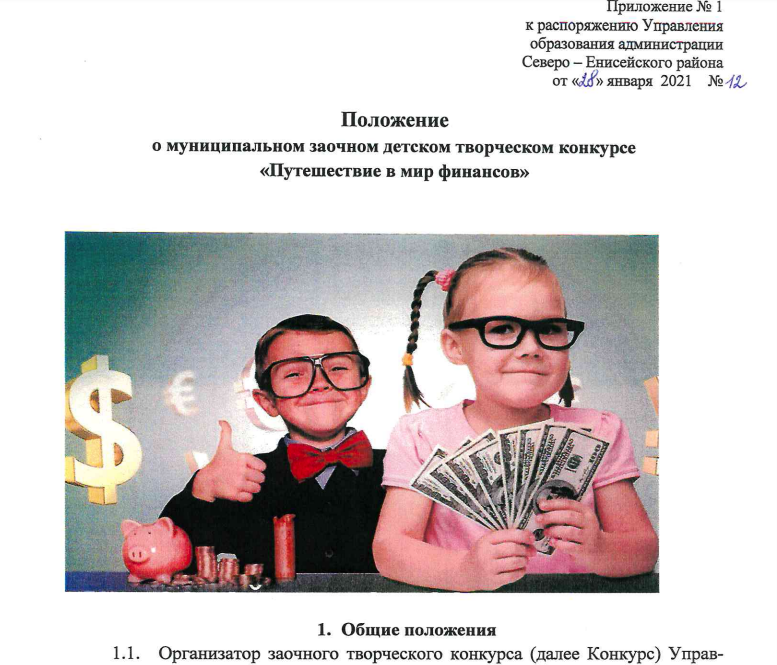 Приложение № 1
к распоряжению Управления
образования администрации
Северо – Енисейского района
от «28» января 2021 № 12
Положение
о муниципальном заочном детском творческом конкурсе
«Путешествие в мир финансов»
$
€
1. Общие положения
1.1. Организатор заочного творческого конкурса (далее Конкурс) Управ-